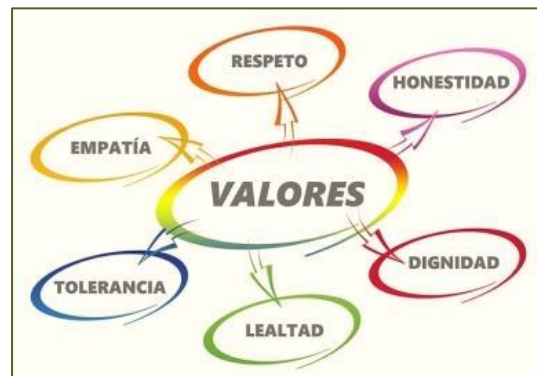 RESPETO
HONESTIDAD
EMPATÍA
VALORES
DIGNIDAD
TOLERANCIA
LEALTAD